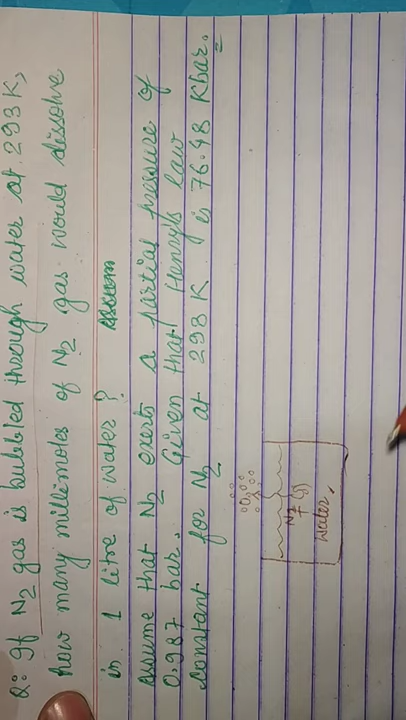 Q: If N2 gas is bubbled through water at 293 K,
how many millimoles of N2 gas would dissolve
in 1 litre of water?
assume that N2 exerts a partial pressure of
0.987 bar. Given that Henry's law
constant for N2 at 298 K is 76.48 Kbar.
N2
+ (g)
water.